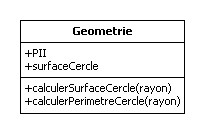 Geometrie
+PII
+surfaceCercle
+calculerSurfaceCercle(rayon)
+calculerPerimetreCercle(rayon)